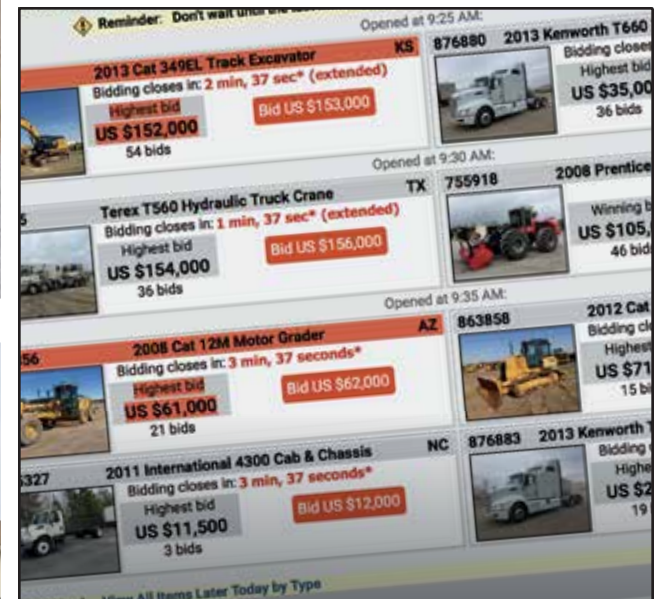 Reminder: Don't wait until the
Opened at 9:25 AM:
2013 Cat 349EL Track Excavator KS
Bidding closes in: 2 min, 37 sec* (extended)
Highest bid
US $152,000
54 bids
Bid US $153,000
876880 2013 Kenworth T660
Bidding closes
Highest bid
US $35,00
36 bids
Opened at 9:30 AM:
5 Terex T560 Hydraulic Truck Crane TX
Bidding closes in: 1 min, 37 sec* (extended)
Highest bid
US $154,000
36 bids
Bid US $156,000
755918 2008 Prentice
Winning b
US $105,
46 bids
Opened at 9:35 AM:
56 2008 Cat 12M Motor Grader AZ
Bidding closes in: 3 min, 37 seconds*
Highest bid
US $61,000
21 bids
Bid US $62,000
863858 2012 Cat
Bidding cl
Highest
US $71
15 bi
6327 2011 International 4300 Cab & Chassis NC
Bidding closes in: 3 min, 37 seconds*
Highest bid
US $11,500
3 bids
Bid US $12,000
876883 2013 Kenworth T
Bidding
Highe
US $2
19
View All Items Later Today by Type